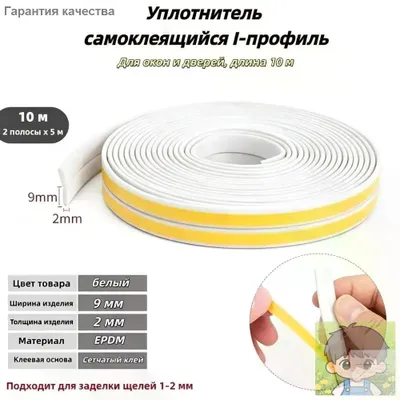 Гарантия качества
Уплотнитель
самоклеящийся I-профиль
Для окон и дверей, длина 10 м
10 м
2 полосы x 5 м
9мм
2мм
Цвет товара белый
Ширина изделия 9 мм
Толщина изделия 2 мм
Материал EPDM
Клеевая основа Сетчатый клей
Подходит для заделки щелей 1-2 мм